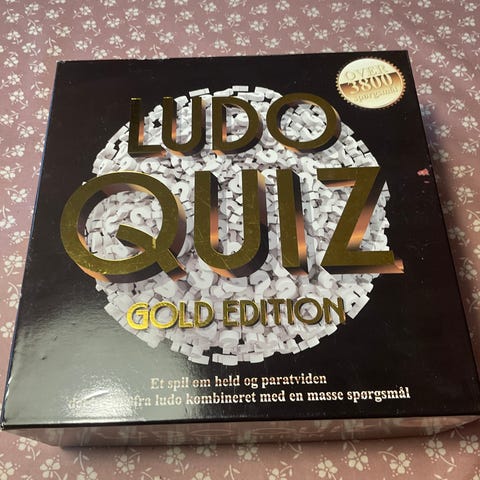 OVER
3800
spørgsmål
LUDO
QUIZ
GOLD EDITION
Et spil om held og paratviden
fra ludo kombineret med en masse spørgsmål